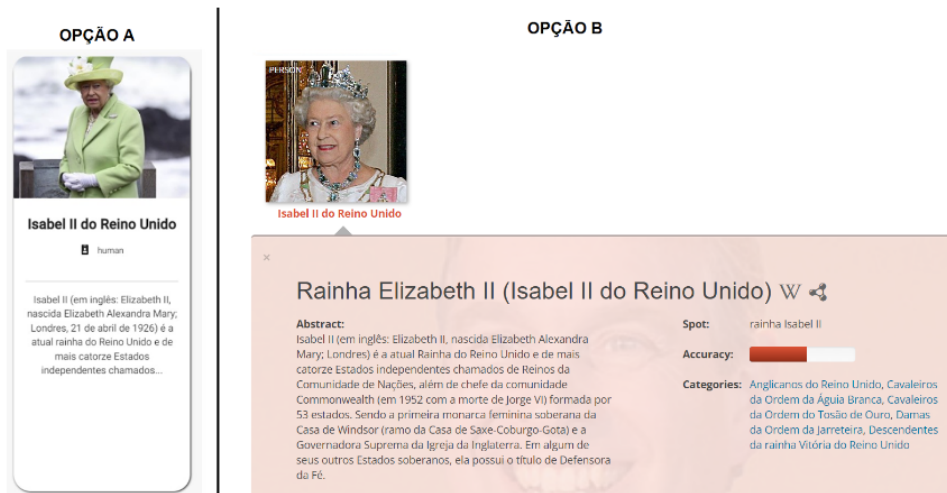 OPÇÃO A
Isabel II do Reino Unido
human
Isabel II (em inglês: Elizabeth II,
nascida Elizabeth Alexandra Mary;
Londres, 21 de abril de 1926) é a
atual rainha do Reino Unido e de
mais catorze Estados
independentes chamados...
OPÇÃO B
PERSON
Isabel II do Reino Unido
×
Rainha Elizabeth II (Isabel II do Reino Unido) W
Abstract:
Isabel II (em inglês: Elizabeth II, nascida Elizabeth Alexandra
Mary; Londres) é a atual Rainha do Reino Unido e de mais
catorze Estados independentes chamados de Reinos da
Comunidade de Nações, além de chefe da comunidade
Commonwealth (em 1952 com a morte de Jorge VI) formada por
53 estados. Sendo a primeira monarca feminina soberana da
Casa de Windsor (ramo da Casa de Saxe-Coburgo-Gota) e a
Governadora Suprema da Igreja da Inglaterra. Em algum de
seus outros Estados soberanos, ela possui o título de Defensora
da Fé.
Spot: rainha Isabel II
Accuracy:
Categories: Anglicanos do Reino Unido, Cavaleiros
da Ordem da Águia Branca, Cavaleiros
da Ordem do Tosão de Ouro, Damas
da Ordem da Jarreteira, Descendentes
da rainha Vitória do Reino Unido